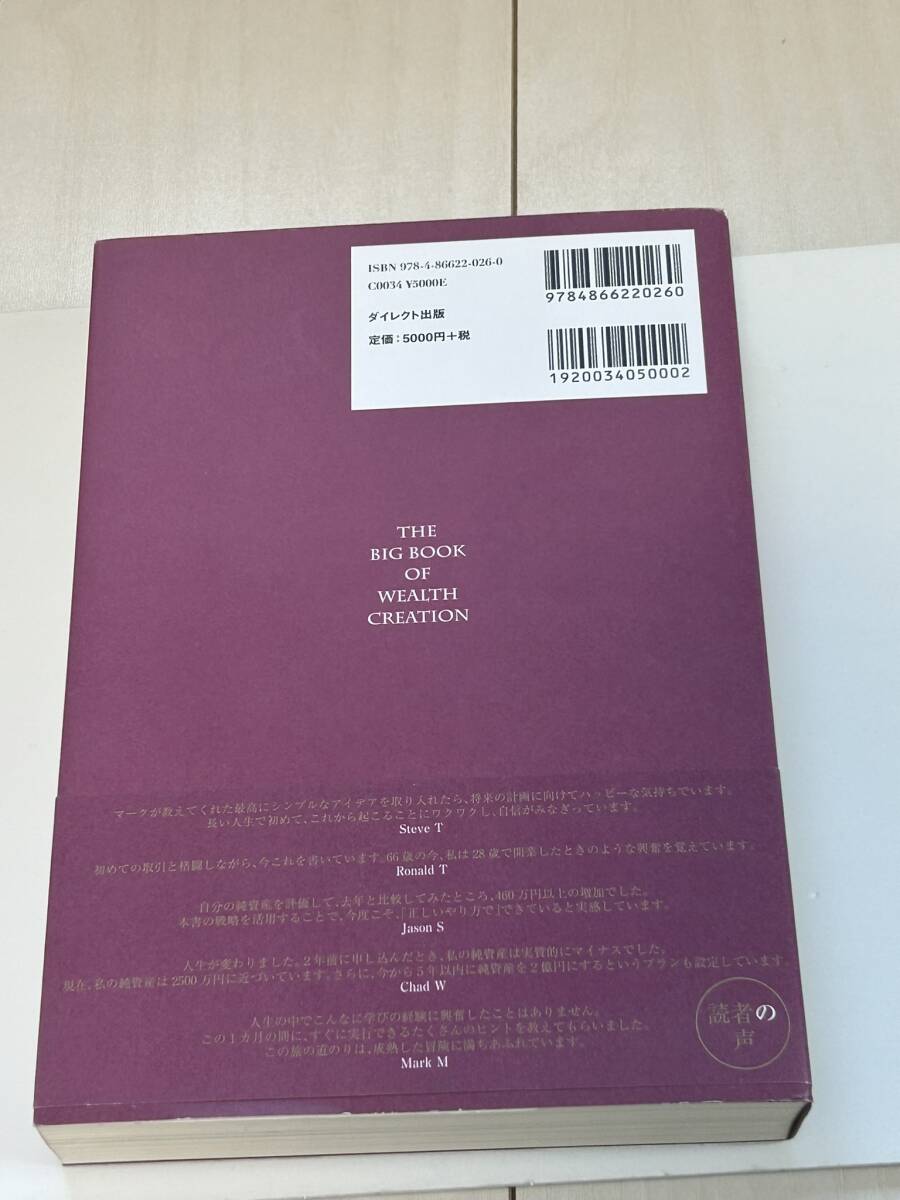 ISBN 978-4-86622-026-0
C0034 ¥5000E
ダイレクト出版
定価：5000円＋税
9784866220260
1920034050002
THE
BIG BOOK
OF
WEALTH
CREATION
マークが教えてくれた最高にシンプルなアイデアを取り入れたら、将来の計画に向けてハッピーな気持ちでいます。
長い人生で初めて、これから起こることにワクワクし、自信がみなぎっています。
Steve T
初めての取引と格闘しながら、今これを書いています。66歳の今、私は28歳で開業したときのような興奮を覚えています。
Ronald T
自分の純資産を評価して、去年と比較してみたところ、460万円以上の増加でした。
本書の戦略を活用することで、今度こそ、「正しいやり方で」できていると実感しています。
Jason S
人生が変わりました。2年前に申し込んだとき、私の純資産は実質的にマイナスでした。
現在、私の純資産は2500万円に近づいています。さらに、今から5年以内に純資産を2億円にするというプランも設定しています。
Chad W
人生の中でこんなに学びの経験に興奮したことはありません。
この1カ月の間に、すぐに実行できるたくさんのヒントを教えてもらいました。
この旅の道のりは、成熟した冒険に満ちあふれています。
Mark M
読者の
声